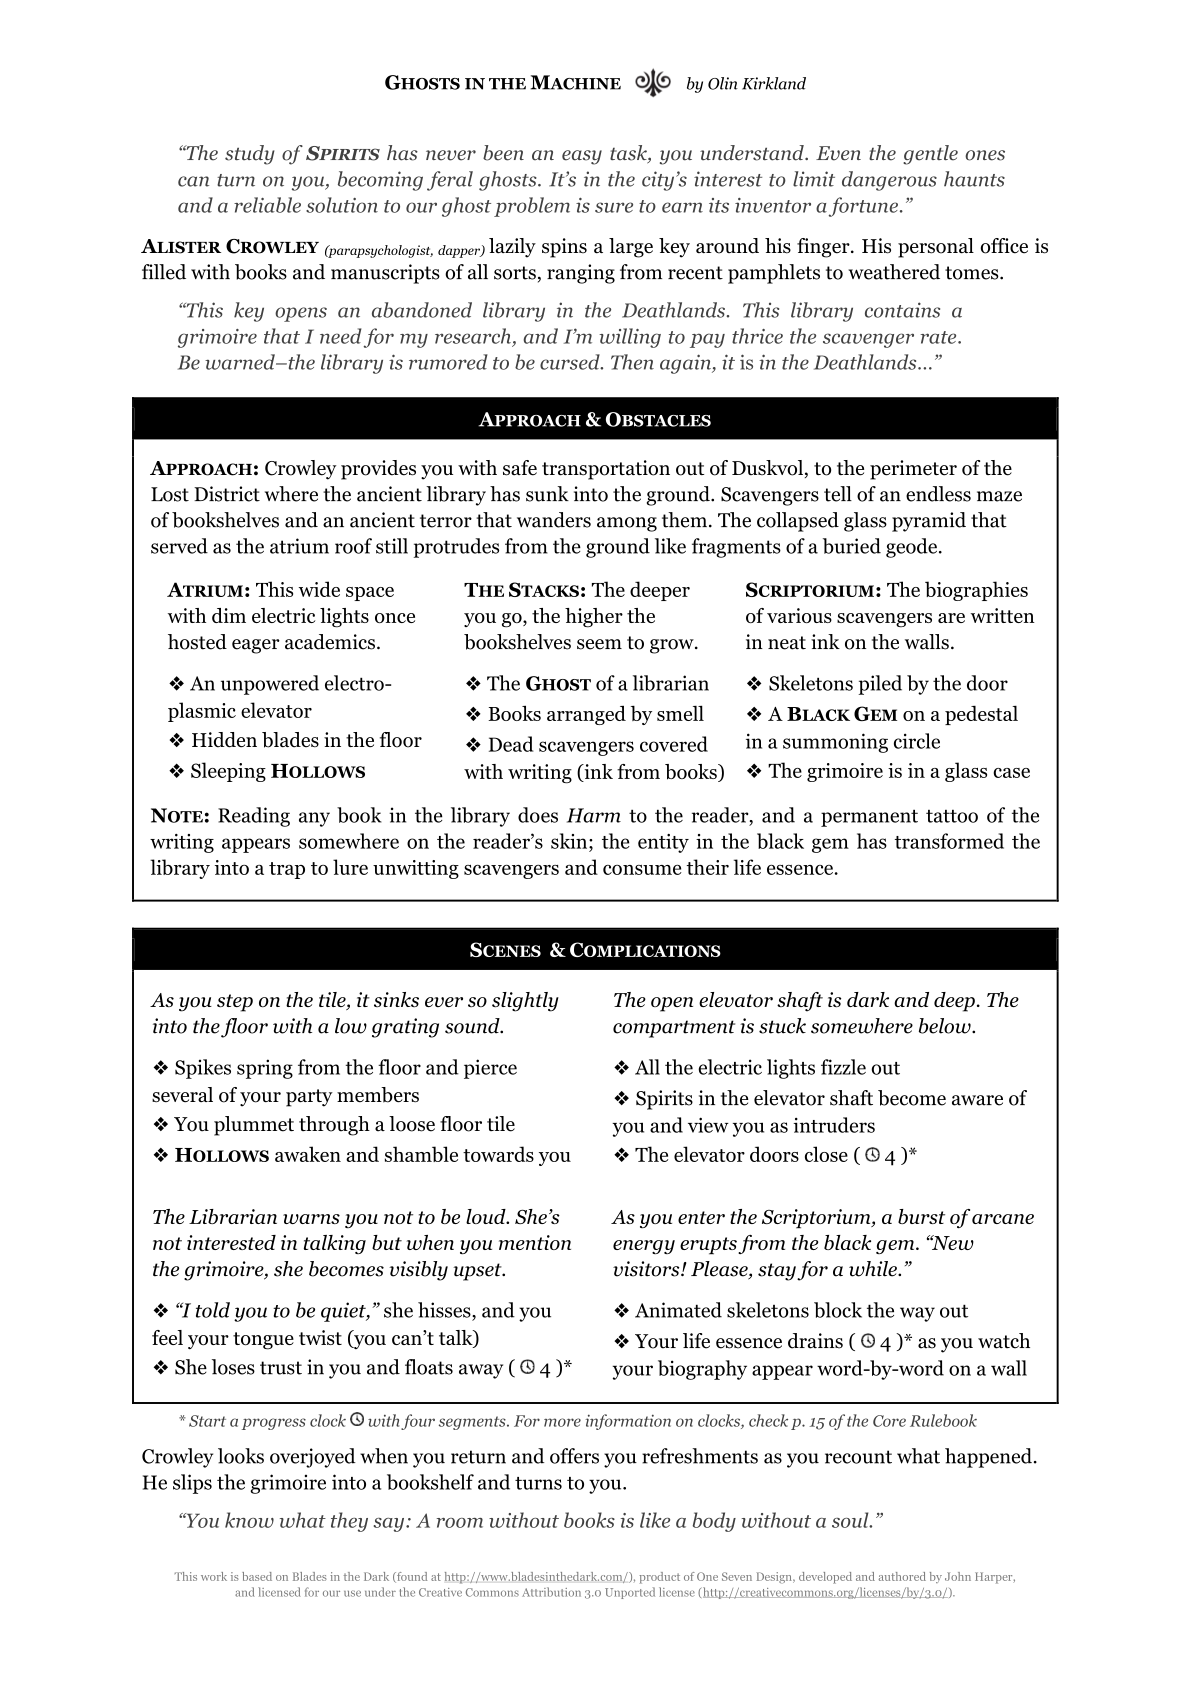 GHOSTS IN THE MACHINE by Olin Kirkland
“The study of SPIRITS has never been an easy task, you understand. Even the gentle ones
can turn on you, becoming feral ghosts. It’s in the city’s interest to limit dangerous haunts
and a reliable solution to our ghost problem is sure to earn its inventor a fortune.”
ALISTER CROWLEY (parapsychologist, dapper) lazily spins a large key around his finger. His personal office is
filled with books and manuscripts of all sorts, ranging from recent pamphlets to weathered tomes.
“This key opens an abandoned library in the Deathlands. This library contains a
grimoire that I need for my research, and I’m willing to pay thrice the scavenger rate.
Be warned–the library is rumored to be cursed. Then again, it is in the Deathlands…”
APPROACH & OBSTACLES
APPROACH: Crowley provides you with safe transportation out of Duskvol, to the perimeter of the
Lost District where the ancient library has sunk into the ground. Scavengers tell of an endless maze
of bookshelves and an ancient terror that wanders among them. The collapsed glass pyramid that
served as the atrium roof still protrudes from the ground like fragments of a buried geode.
ATRIUM: This wide space
with dim electric lights once
hosted eager academics.
❖ An unpowered electro-
plasmic elevator
❖ Hidden blades in the floor
❖ Sleeping HOLLOWS
THE STACKS: The deeper
you go, the higher the
bookshelves seem to grow.
❖ The GHOST of a librarian
❖ Books arranged by smell
❖ Dead scavengers covered
with writing (ink from books)
SCRIPTORIUM: The biographies
of various scavengers are written
in neat ink on the walls.
❖ Skeletons piled by the door
❖ A BLACK GEM on a pedestal
in a summoning circle
❖ The grimoire is in a glass case
NOTE: Reading any book in the library does Harm to the reader, and a permanent tattoo of the
writing appears somewhere on the reader’s skin; the entity in the black gem has transformed the
library into a trap to lure unwitting scavengers and consume their life essence.
SCENES & COMPLICATIONS
As you step on the tile, it sinks ever so slightly
into the floor with a low grating sound.
❖ Spikes spring from the floor and pierce
several of your party members
❖ You plummet through a loose floor tile
❖ HOLLOWS awaken and shamble towards you
The open elevator shaft is dark and deep. The
compartment is stuck somewhere below.
❖ All the electric lights fizzle out
❖ Spirits in the elevator shaft become aware of
you and view you as intruders
❖ The elevator doors close ( 🕓 4 )*
The Librarian warns you not to be loud. She’s
not interested in talking but when you mention
the grimoire, she becomes visibly upset.
❖ “I told you to be quiet,” she hisses, and you
feel your tongue twist (you can’t talk)
❖ She loses trust in you and floats away ( 🕓 4 )*
As you enter the Scriptorium, a burst of arcane
energy erupts from the black gem. “New
visitors! Please, stay for a while.”
❖ Animated skeletons block the way out
❖ Your life essence drains ( 🕓 4 )* as you watch
your biography appear word-by-word on a wall
* Start a progress clock 🕓 with four segments. For more information on clocks, check p. 15 of the Core Rulebook
Crowley looks overjoyed when you return and offers you refreshments as you recount what happened.
He slips the grimoire into a bookshelf and turns to you.
“You know what they say: A room without books is like a body without a soul.”
This work is based on Blades in the Dark (found at http://www.bladesinthedark.com/), product of One Seven Design, developed and authored by John Harper,
and licensed for our use under the Creative Commons Attribution 3.0 Unported license (http://creativecommons.org/licenses/by/3.0/).